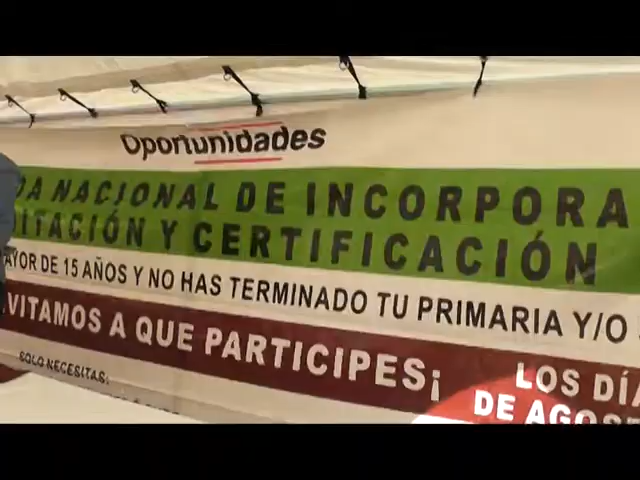 Oportunidades
DA NACIONAL DE INCORPORA
ITACIÓN Y CERTIFICACIÓN
AYOR DE 15 AÑOS Y NO HAS TERMINADO TU PRIMARIA Y/O
VITAMOS A QUE PARTICIPES¡
LOS DÍA
DE AGOS
SOLO NECESITAS: